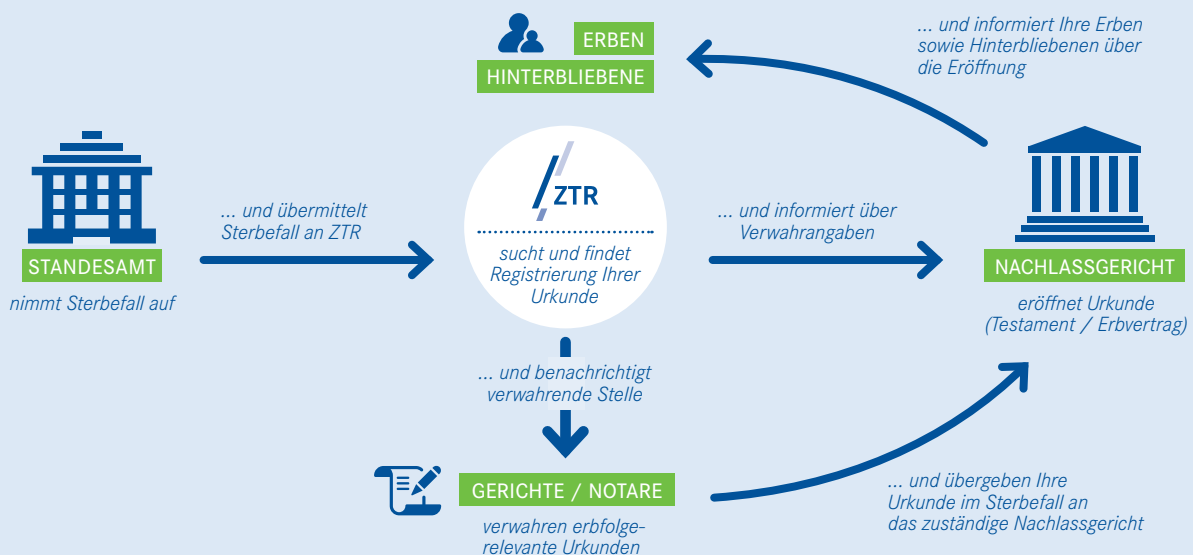 ERBEN
HINTERBLIEBENE
... und informiert Ihre Erben
sowie Hinterbliebenen über
die Eröffnung
STANDESAMT
nimmt Sterbefall auf
... und übermittelt
Sterbefall an ZTR
ZTR
sucht und findet
Registrierung Ihrer
Urkunde
... und informiert über
Verwahrangaben
NACHLASSGERICHT
eröffnet Urkunde
(Testament / Erbvertrag)
... und benachrichtigt
verwahrende Stelle
GERICHTE / NOTARE
verwahren erbfolge-
relevante Urkunden
... und übergeben Ihre
Urkunde im Sterbefall an
das zuständige Nachlassgericht